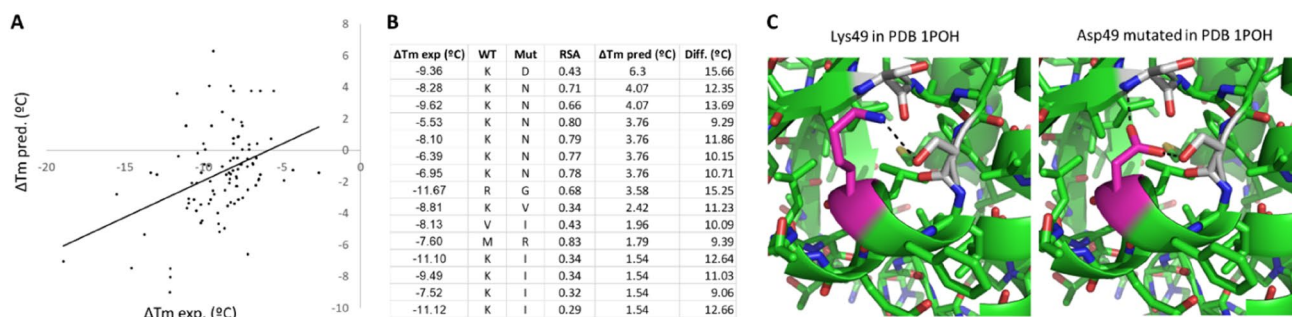 A
ΔTm pred. (ºC)
8
6
4
2
0
-20
-15
-10
-5
0
-2
-4
-6
-8
-10
ΔTm exp. (ºC)
B
ΔTm exp (ºC) WT Mut RSA ΔTm pred (ºC) Diff. (ºC)
-9.36 K D 0.43 6.3 15.66
-8.28 K N 0.71 4.07 12.35
-9.62 K N 0.66 4.07 13.69
-5.53 K N 0.80 3.76 9.29
-8.10 K N 0.79 3.76 11.86
-6.39 K N 0.77 3.76 10.15
-6.95 K N 0.78 3.76 10.71
-11.67 R G 0.68 3.58 15.25
-8.81 K V 0.34 2.42 11.23
-8.13 V I 0.43 1.96 10.09
-7.60 M R 0.83 1.79 9.39
-11.10 K I 0.34 1.54 12.64
-9.49 K I 0.34 1.54 11.03
-7.52 K I 0.32 1.54 9.06
-11.12 K I 0.29 1.54 12.66
C
Lys49 in PDB 1POH
Asp49 mutated in PDB 1POH